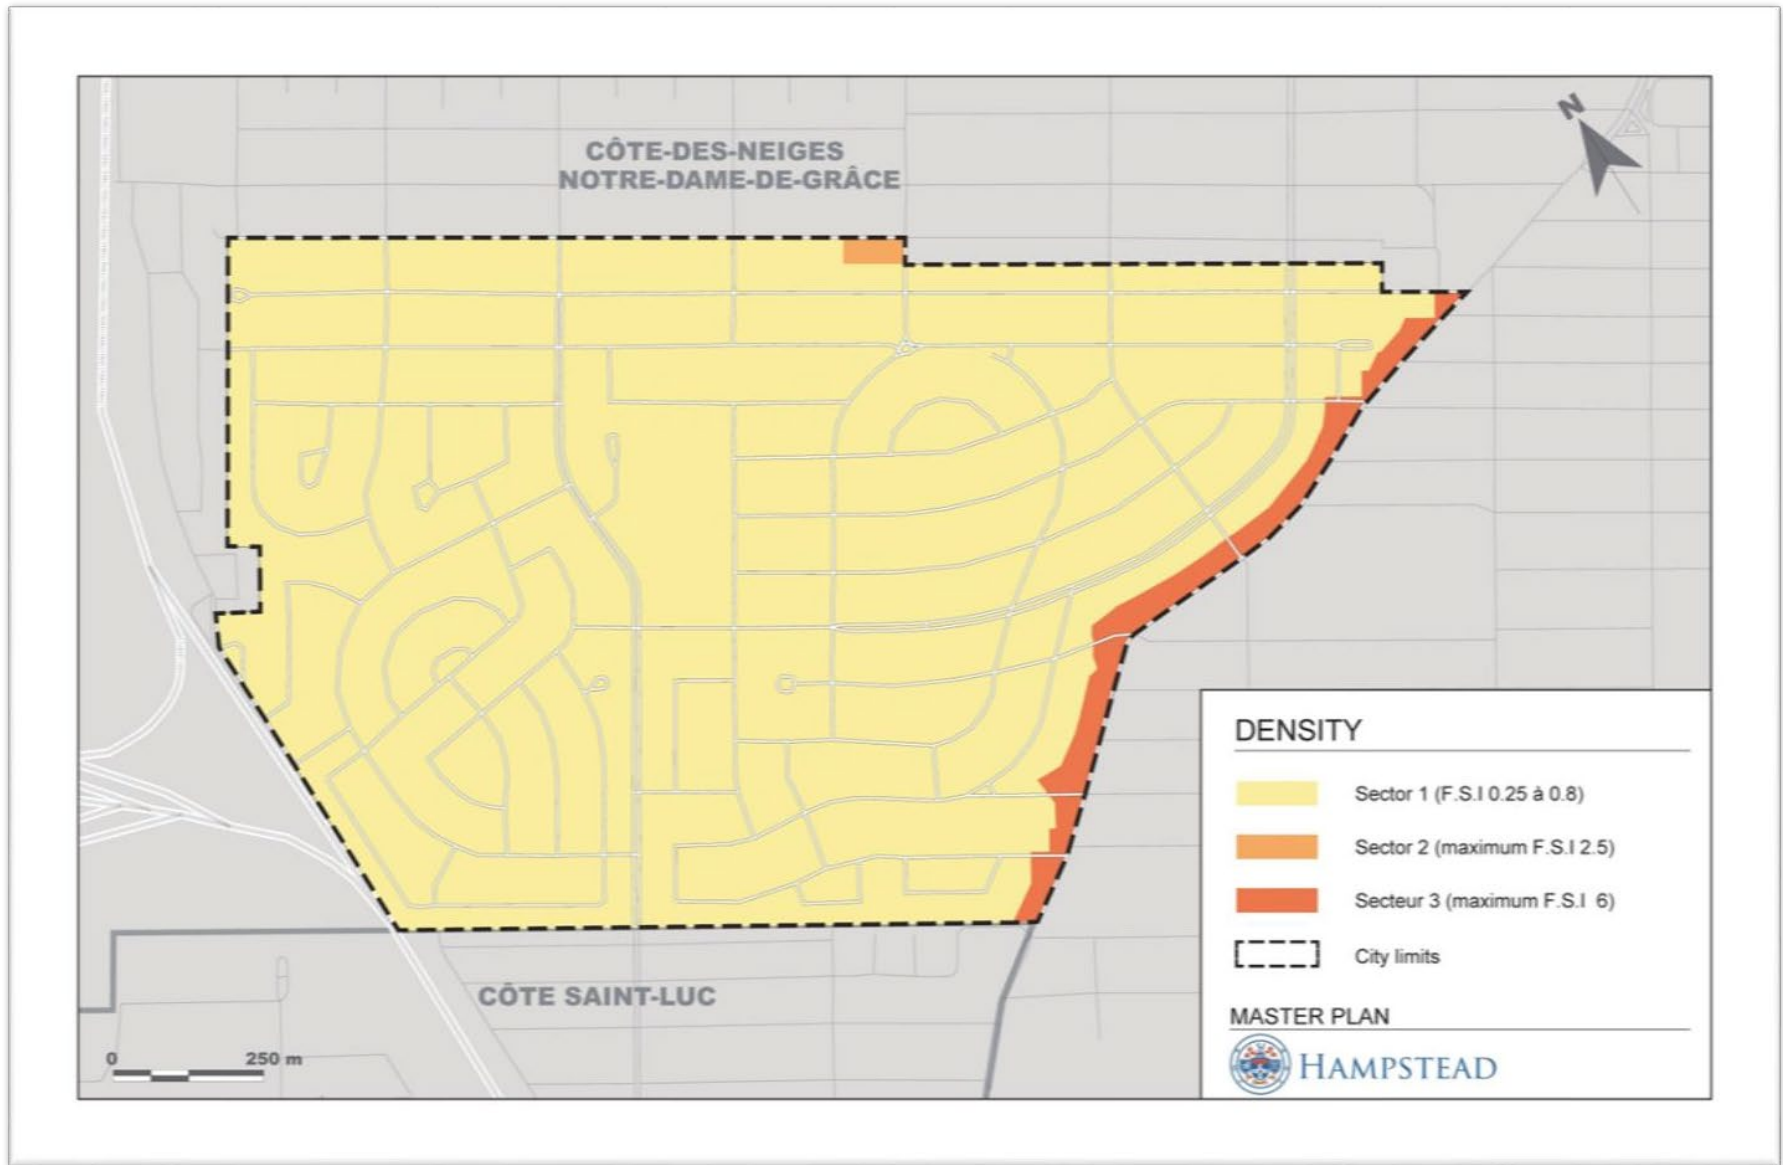 CÔTE-DES-NEIGES
NOTRE-DAME-DE-GRÂCE
N
DENSITY
Sector 1 (F.S.I 0.25 à 0.8)
Sector 2 (maximum F.S.I 2.5)
Secteur 3 (maximum F.S.I  6)
City limits
CÔTE SAINT-LUC
MASTER PLAN
HAMPSTEAD
0 250 m